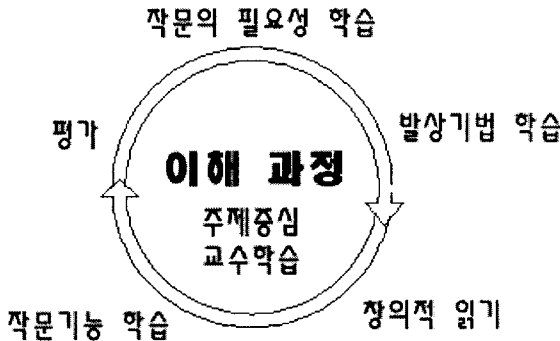 작문의 필요성 학습
평가
발상기법 학습
이해 과정
주제중심
교수학습
작문기능 학습
창의적 읽기